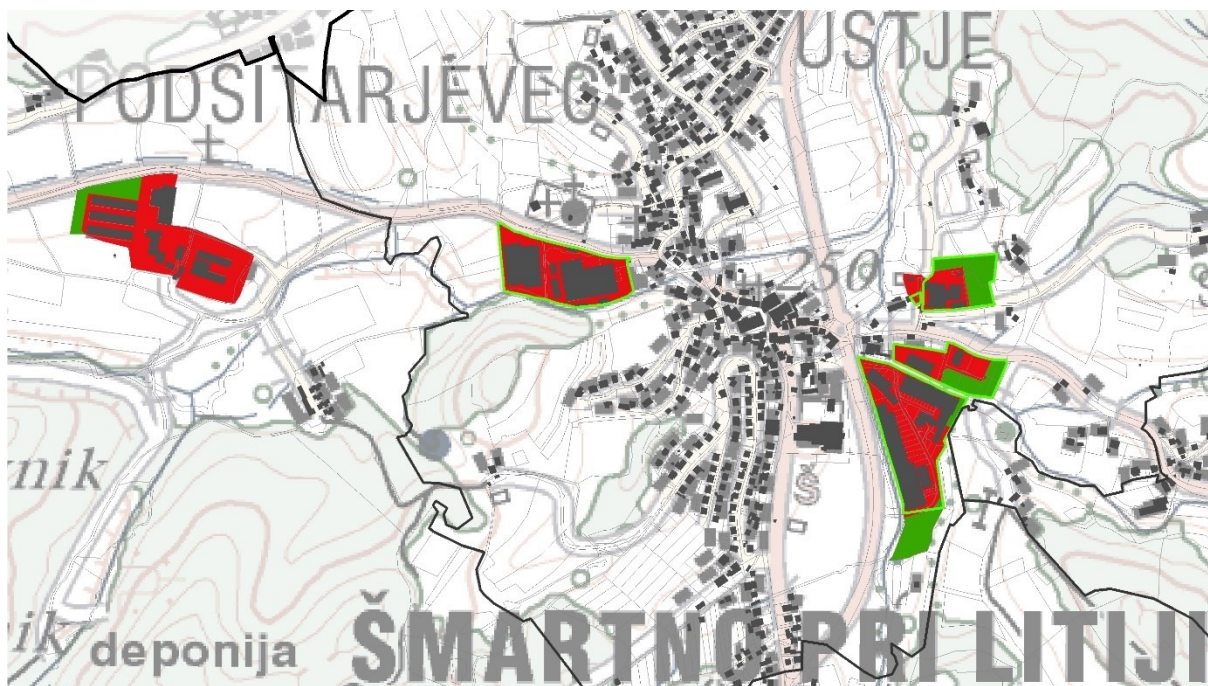 USTJE
PODSITARJEVEC
250
Š
nik
deponija
ŠMARTNO PRI LITIJI